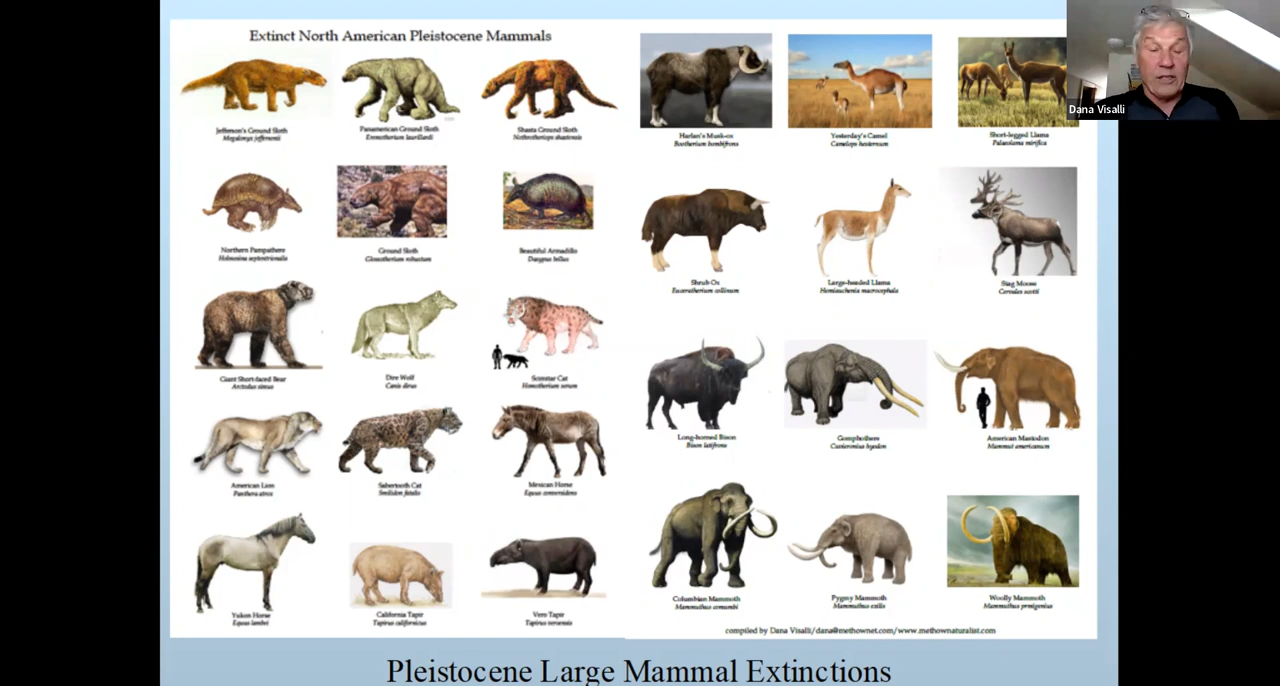 Extinct North American Pleistocene Mammals
Jefferson's Ground Sloth
Megalonyx jeffersonii
Panamerican Ground Sloth
Eremotherium laurillardi
Shasta Ground Sloth
Nothrotheriops shastensis
Northern Pampathere
Holmesina septentrionalis
Ground Sloth
Glossotherium robustum
Beautiful Armadillo
Dasypus bellus
Giant Short-faced Bear
Arctodus simus
Dire Wolf
Canis dirus
Scimitar Cat
Homotherium serum
American Lion
Panthera atrox
Sabertooth Cat
Smilidon fatalis
Mexican Horse
Equus conversidens
Yukon Horse
Equus lambei
California Tapir
Tapirus californicus
Vero Tapir
Tapirus veroensis
Harlan's Musk-ox
Bootherium bombifrons
Yesterday's Camel
Camelops hesternum
Short-legged Llama
Palaeolama mirifica
Shrub Ox
Euceratherium collinum
Large-headed Llama
Hemiauchenia macrocephala
Stag Moose
Cervalces scotti
Long-horned Bison
Bison latifrons
Gomphothere
Cuvieronius hyodon
American Mastodon
Mammut americanum
Columbian Mammoth
Mammuthus comumbi
Pygmy Mammoth
Mammuthus exilis
Woolly Mammoth
Mammuthus primigenius
compiled by Dana Visalli/dana@methownet.com/www.methownaturalist.com
Pleistocene Large Mammal Extinctions
Dana Visalli